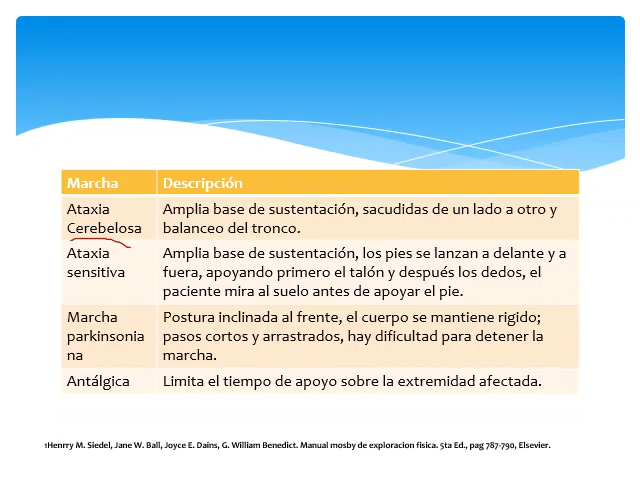 Marcha Descripción
Ataxia Amplia base de sustentación, sacudidas de un lado a otro y
Cerebelosa balanceo del tronco.
Ataxia Amplia base de sustentación, los pies se lanzan a delante y a
sensitiva fuera, apoyando primero el talón y después los dedos, el
paciente mira al suelo antes de apoyar el pie.
Marcha Postura inclinada al frente, el cuerpo se mantiene rigido;
parkinsonia pasos cortos y arrastrados, hay dificultad para detener la
na marcha.
Antálgica Limita el tiempo de apoyo sobre la extremidad afectada.
1Henrry M. Siedel, Jane W. Ball, Joyce E. Dains, G. William Benedict. Manual mosby de exploracion fisica. 5ta Ed., pag 787-790, Elsevier.